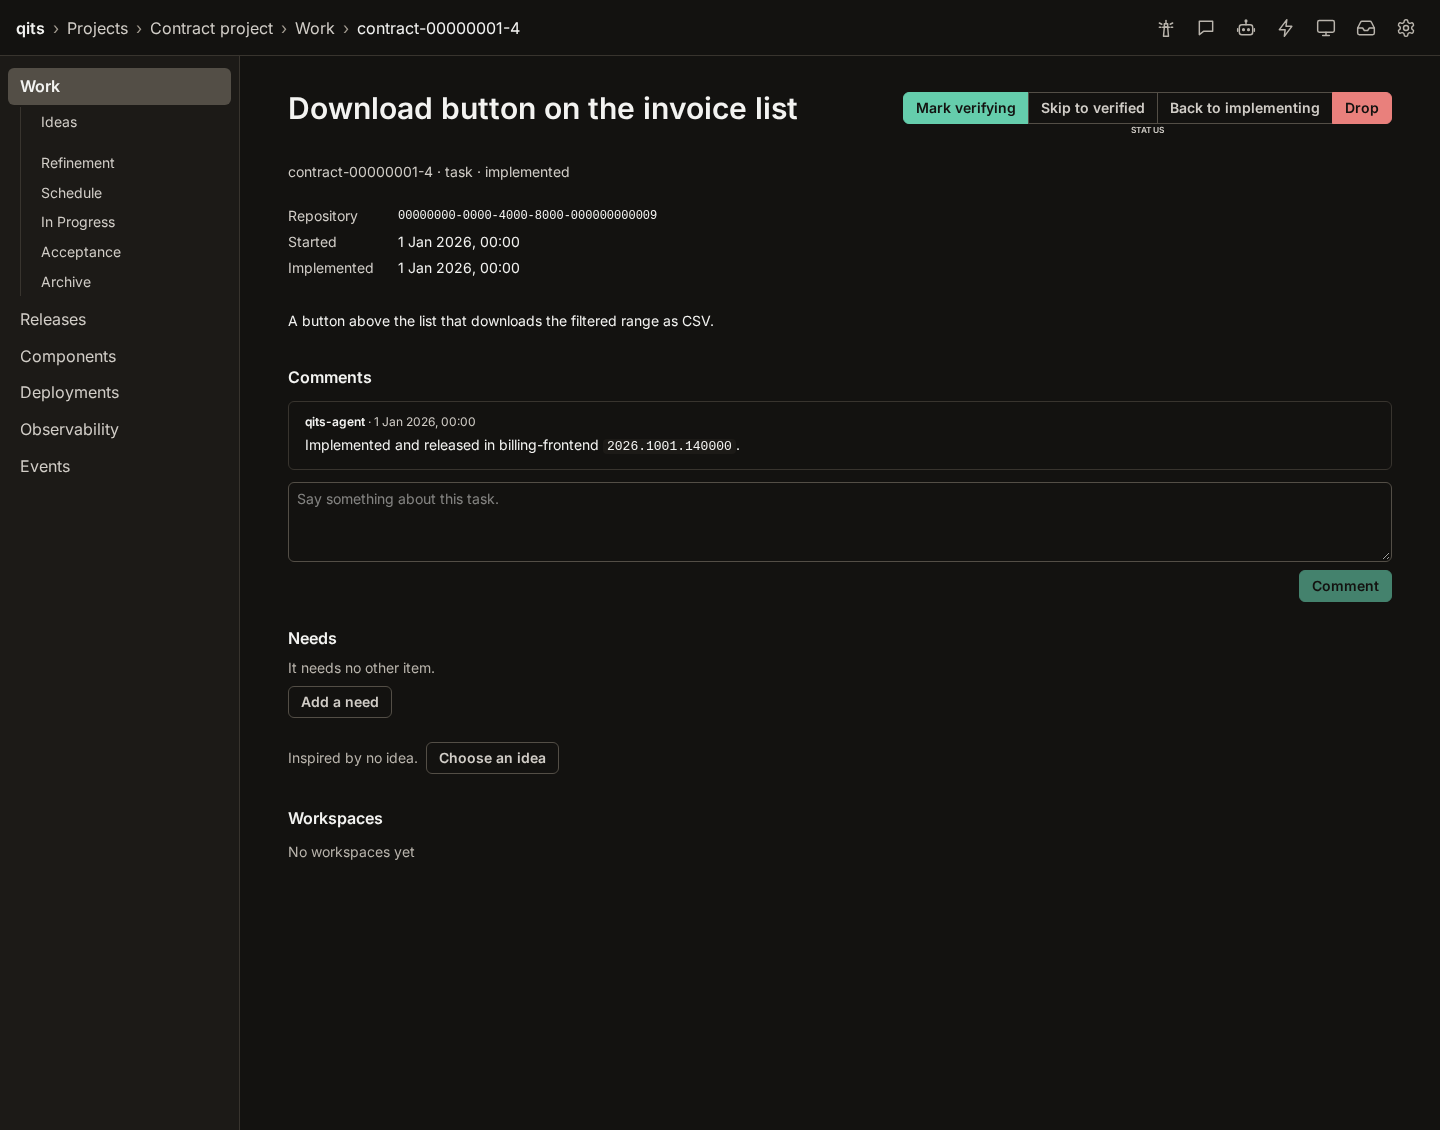 qits › Projects › Contract project › Work › contract-00000001-4
Work
Ideas
Refinement
Schedule
In Progress
Acceptance
Archive
Releases
Components
Deployments
Observability
Events
Download button on the invoice list
Mark verifying
Skip to verified
Back to implementing
Drop
STATUS
contract-00000001-4 · task · implemented
Repository 00000000-0000-4000-8000-000000000009
Started 1 Jan 2026, 00:00
Implemented 1 Jan 2026, 00:00
A button above the list that downloads the filtered range as CSV.
Comments
qits-agent · 1 Jan 2026, 00:00
Implemented and released in billing-frontend 2026.1001.140000.
Say something about this task.
Comment
Needs
It needs no other item.
Add a need
Inspired by no idea. Choose an idea
Workspaces
No workspaces yet